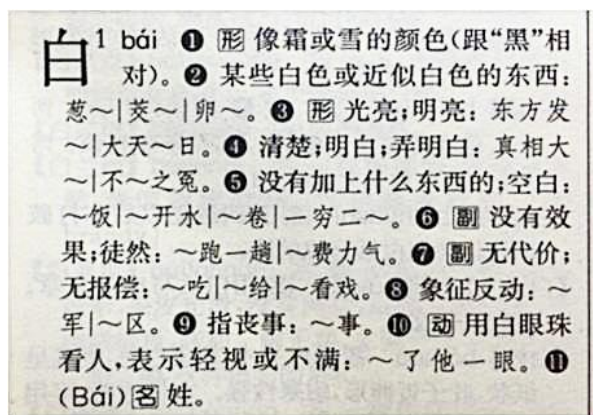 白¹ bái ❶ 形 像霜或雪的颜色(跟“黑”相
对)。❷ 某些白色或近似白色的东西:
葱～|茭～|卵～。❸ 形 光亮;明亮: 东方发
～|大天～日。❹ 清楚;明白;弄明白: 真相大
～|不～之冤。❺ 没有加上什么东西的;空白:
～饭|～开水|～卷|一穷二～。❻ 副 没有效
果;徒然: ～跑一趟|～费力气。❼ 副 无代价;
无报偿: ～吃|～给|～看戏。❽ 象征反动: ～
军|～区。❾ 指丧事: ～事。❿ 动 用白眼珠
看人,表示轻视或不满: ～了他一眼。⓫
(Bái) 名 姓。